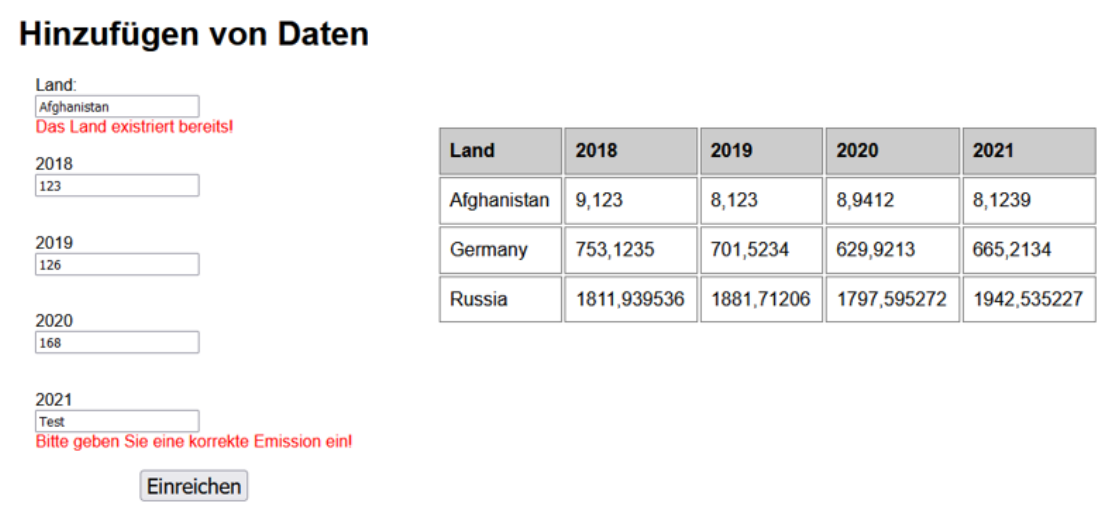 Hinzufügen von Daten
Land:
Afghanistan
Das Land existriert bereits!
2018
123
2019
126
2020
168
2021
Test
Bitte geben Sie eine korrekte Emission ein!
Einreichen
Land 2018 2019 2020 2021
Afghanistan 9,123 8,123 8,9412 8,1239
Germany 753,1235 701,5234 629,9213 665,2134
Russia 1811,939536 1881,71206 1797,595272 1942,535227